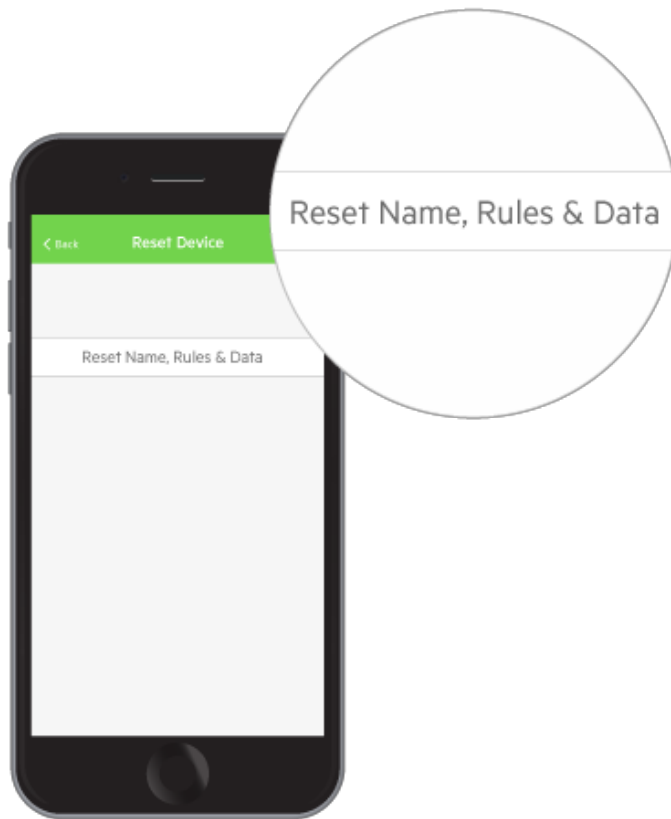 < Back
Reset Device
Reset Name, Rules & Data
Reset Name, Rules & Data